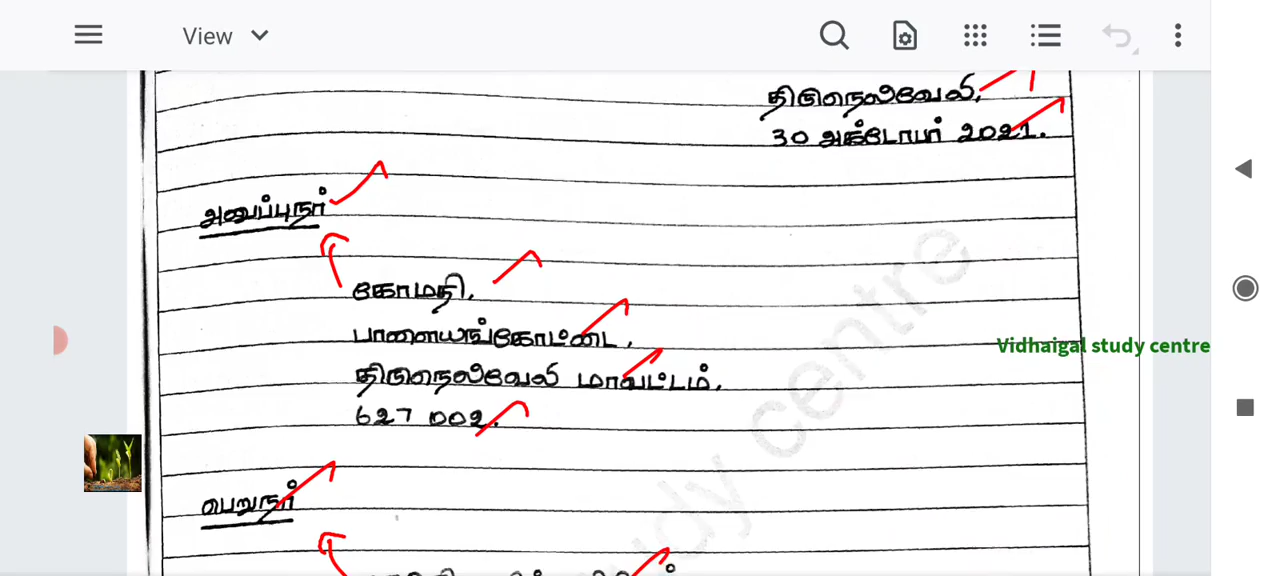 View
திருநெல்வேலி,
30 அக்டோபர் 2021.
அனுப்புநர்
கோமதி,
பாளையங்கோட்டை,
Vidhaigal study centre
திருநெல்வேலி மாவட்டம்,
627 002.
பெறுநர்